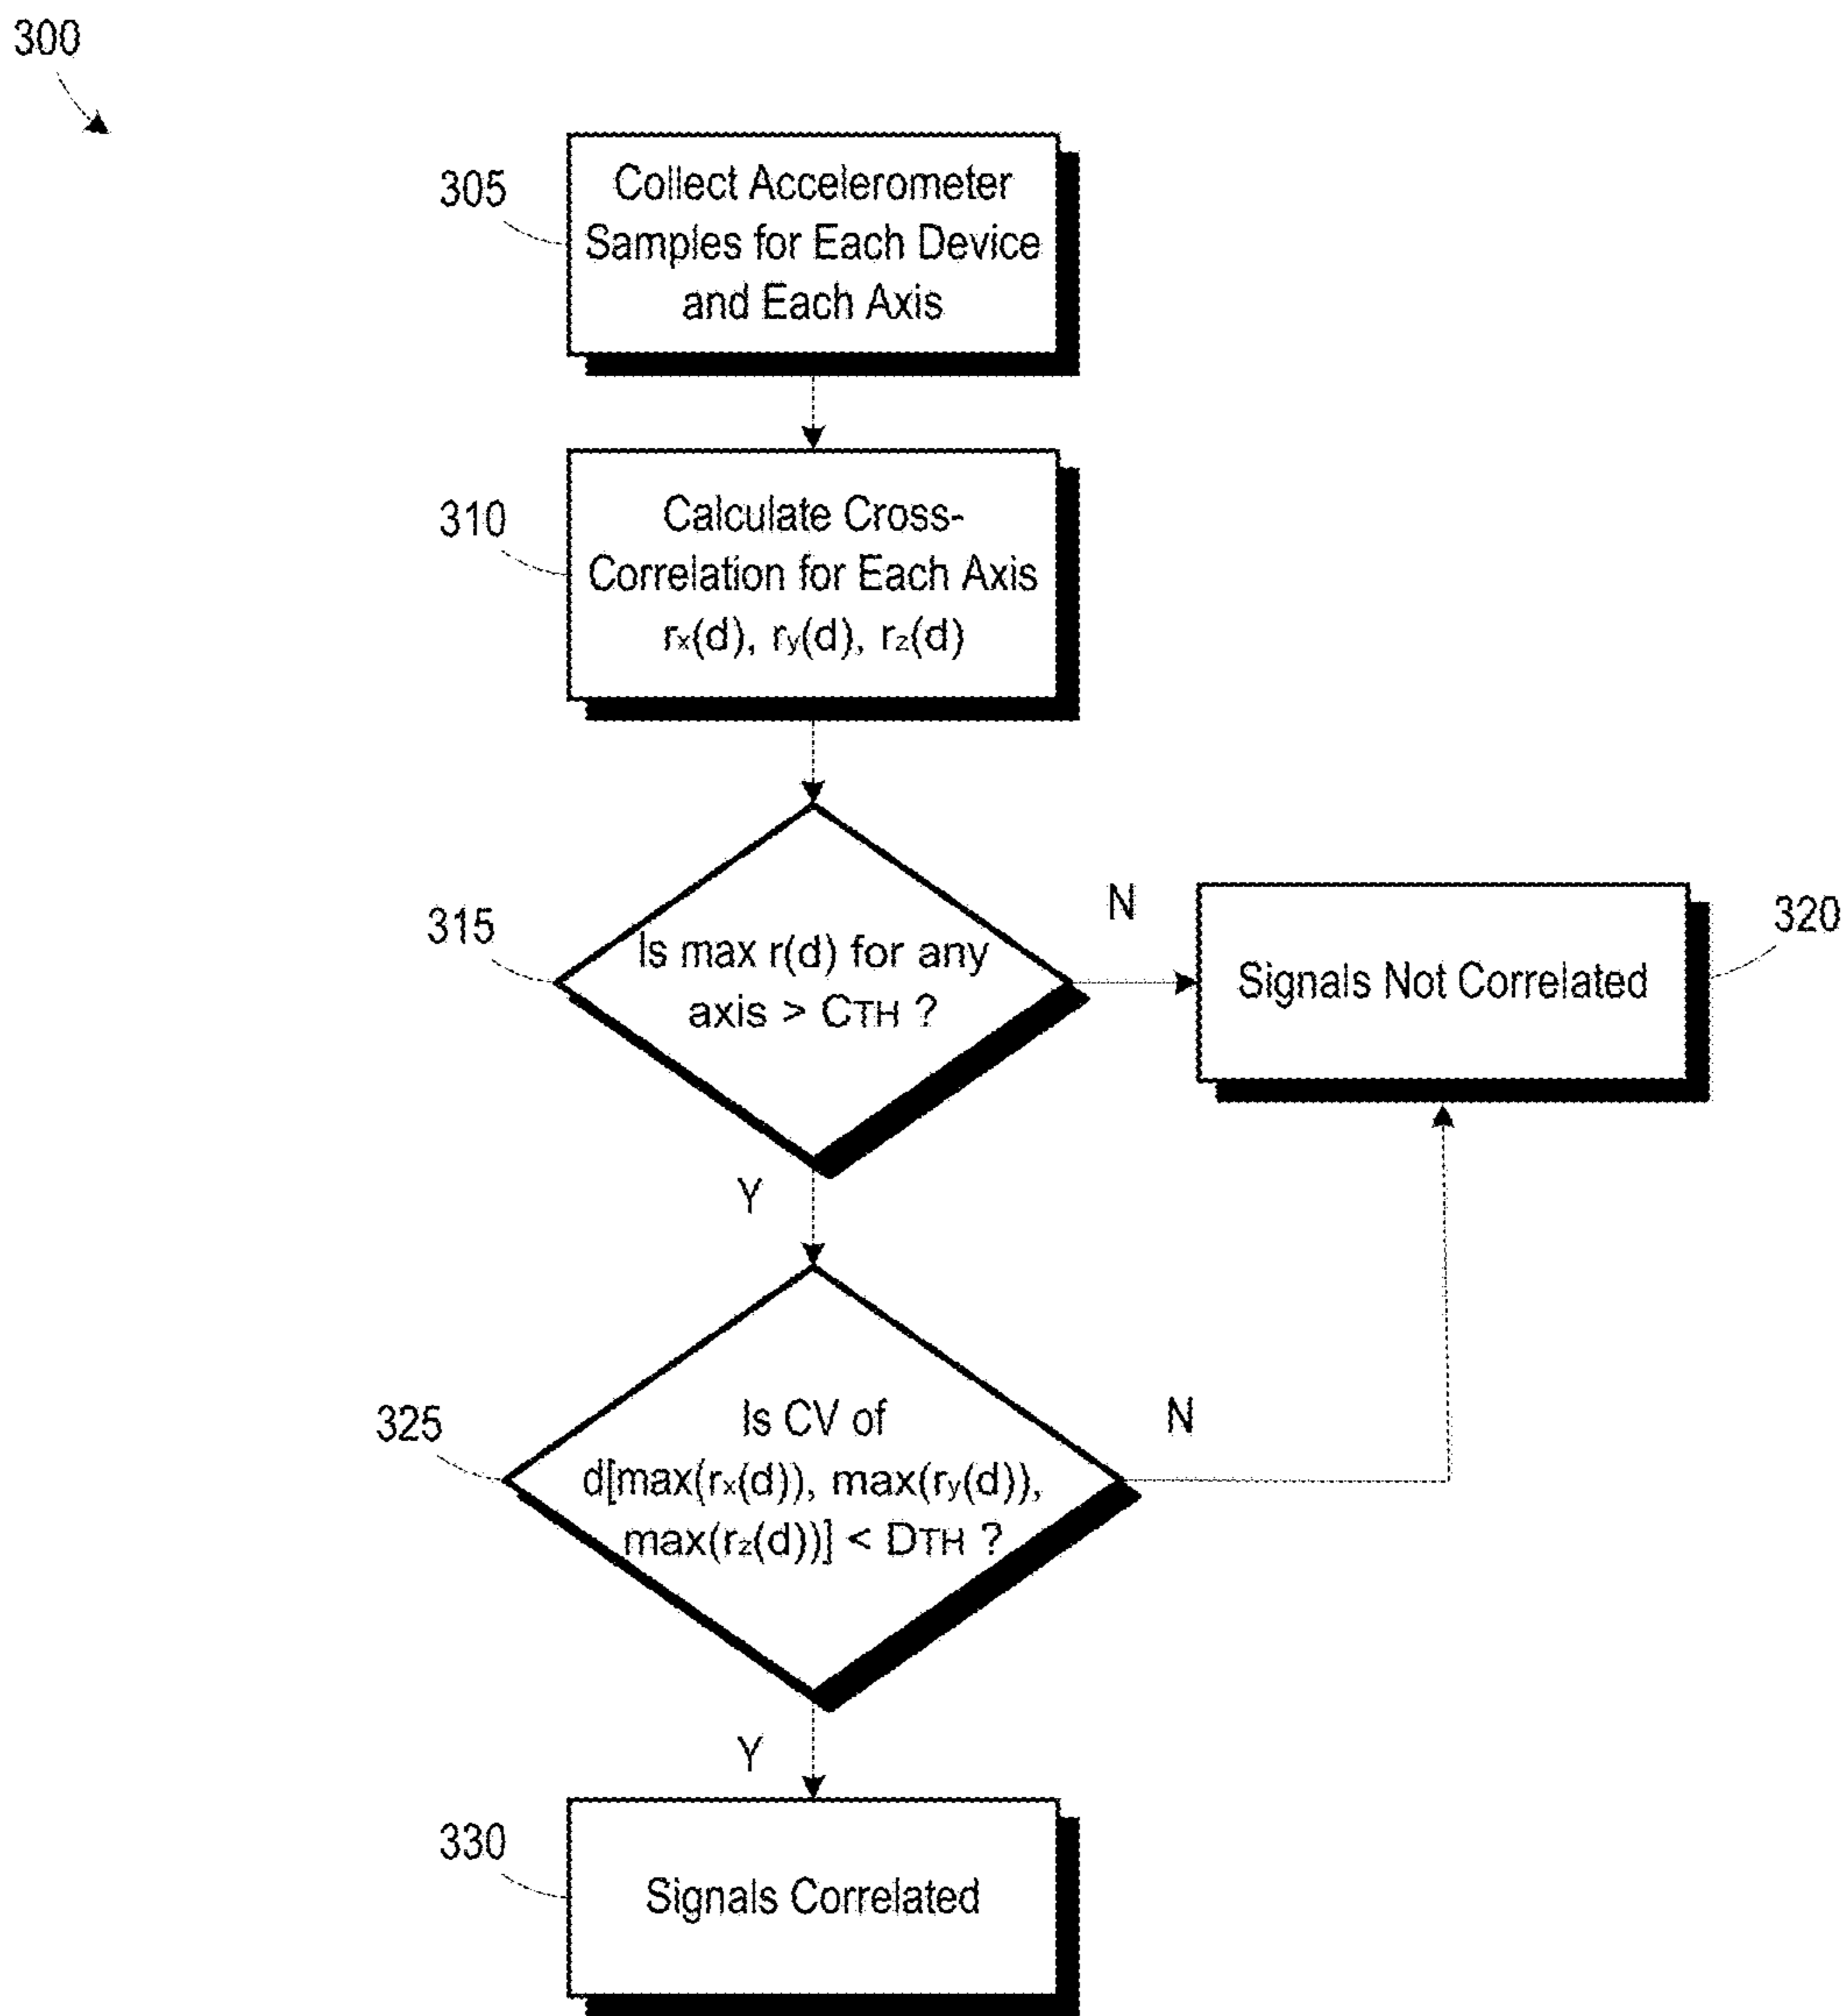 300
305
Collect Accelerometer
Samples for Each Device
and Each Axis
310
Calculate Cross-
Correlation for Each Axis
rx(d), ry(d), rz(d)
315
Is max r(d) for any
axis > CTH ?
N
Signals Not Correlated
320
Y
325
Is CV of
d[max(rx(d)), max(ry(d)),
max(rz(d))] < DTH ?
N
Y
330
Signals Correlated